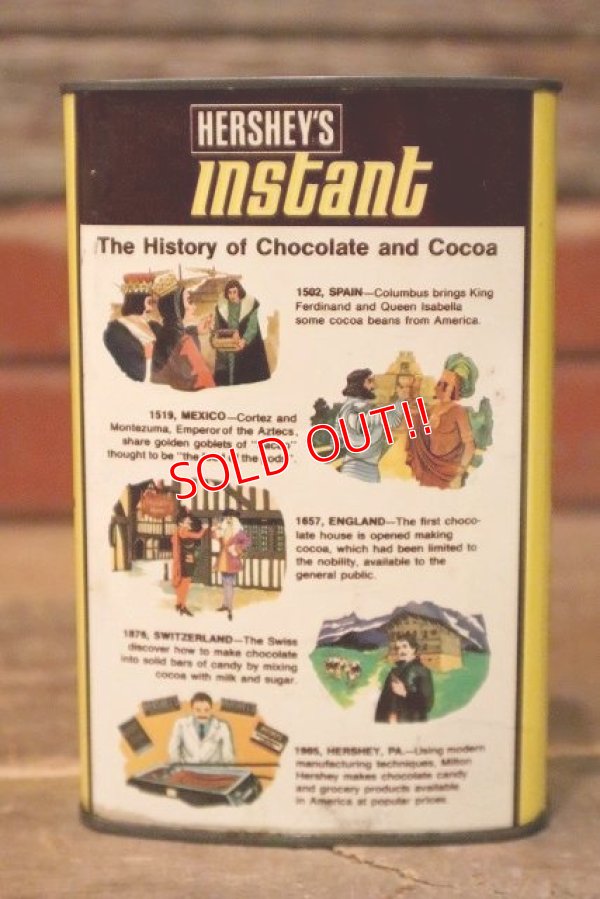 HERSHEY'S
instant
The History of Chocolate and Cocoa
1502, SPAIN—Columbus brings King
Ferdinand and Queen Isabella
some cocoa beans from America.
1519, MEXICO—Cortez and
Montezuma, Emperor of the Aztecs,
share golden goblets of
thought to be "the of the gods".
SOLD OUT!!
1657, ENGLAND—The first choco-
late house is opened making
cocoa, which had been limited to
the nobility, available to the
general public.
1876, SWITZERLAND—The Swiss
discover how to make chocolate
into solid bars of candy by mixing
cocoa with milk and sugar.
1905, HERSHEY, PA.—Using modern
manufacturing techniques, Milton
Hershey makes chocolate candy
and grocery products available
in America at popular prices.